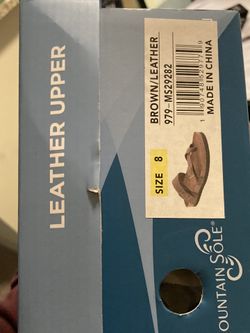 LEATHER UPPER
BROWN/LEATHER
979-MS29282
SIZE 8
MADE IN CHINA
OUNTAIN SOLE®